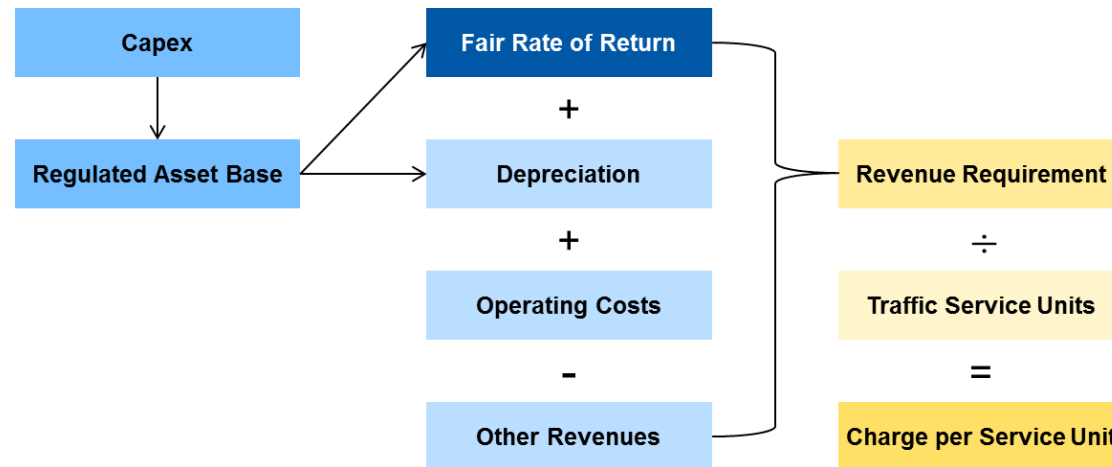 Capex
Regulated Asset Base
Fair Rate of Return
+
Depreciation
+
Operating Costs
-
Other Revenues
Revenue Requirement
÷
Traffic Service Units
=
Charge per Service Unit